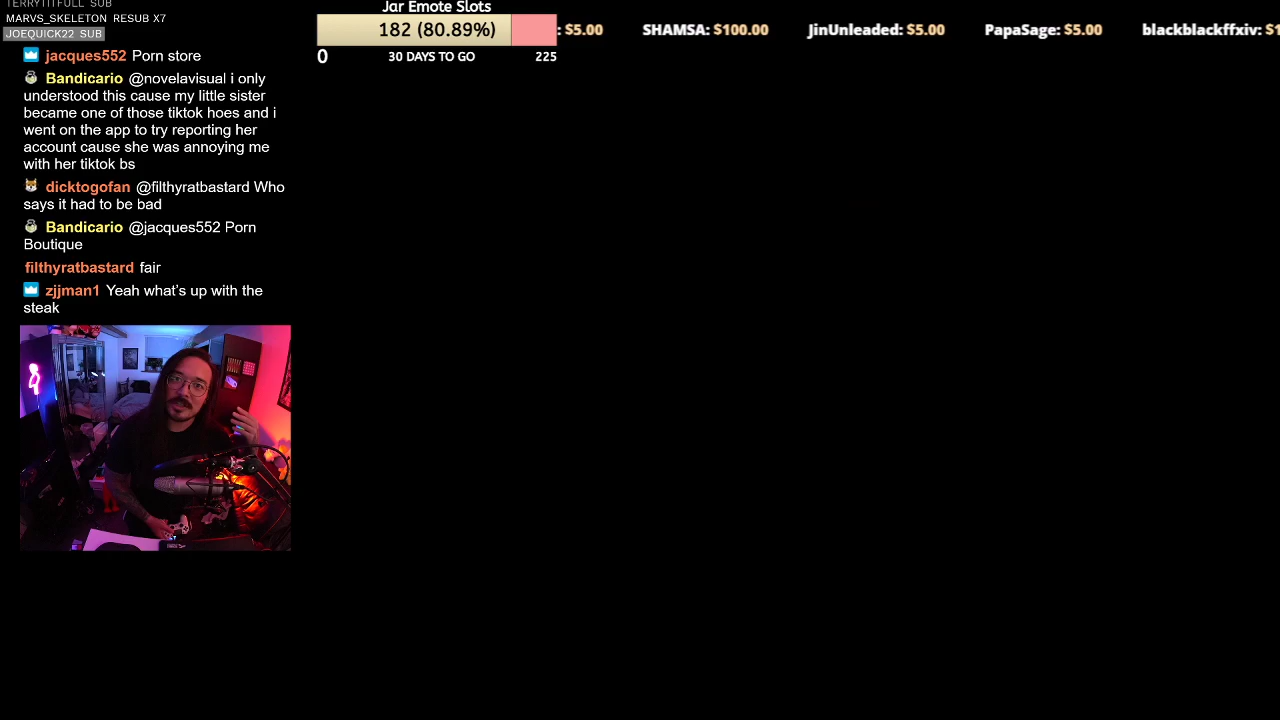 TERRYTITFULL SUB
MARVS_SKELETON RESUB X7
JOEQUICK22 SUB
jacques552 Porn store
Bandicario @novelavisual i only
understood this cause my little sister
became one of those tiktok hoes and i
went on the app to try reporting her
account cause she was annoying me
with her tiktok bs
dicktogofan @filthyratbastard Who
says it had to be bad
Bandicario @jacques552 Porn
Boutique
filthyratbastard fair
zjjman1 Yeah what's up with the
steak
Jar Emote Slots
182 (80.89%)
0 30 DAYS TO GO 225
: $5.00 SHAMSA: $100.00 JinUnleaded: $5.00 PapaSage: $5.00 blackblackffxiv: $1